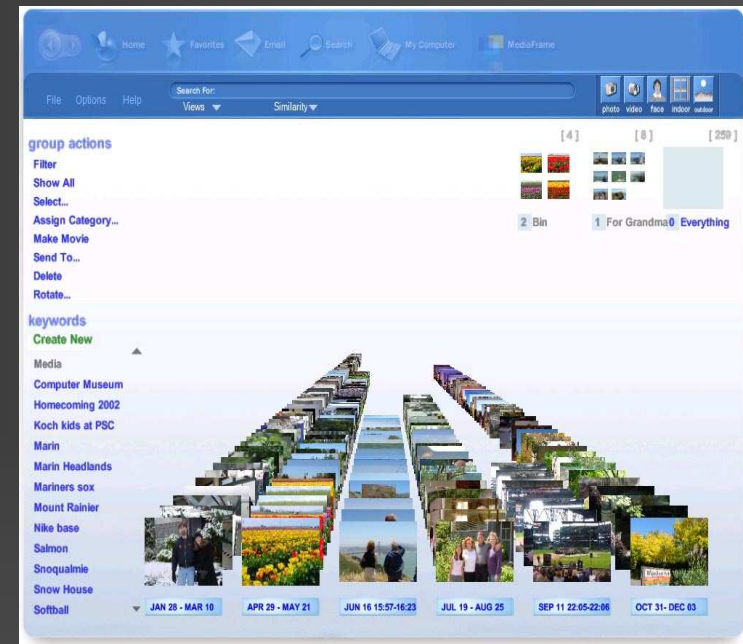 Home Favorites Email Search My Computer MediaFrame
File Options Help
Search For:
Views Similarity
photo video face indoor outdoor
group actions
Filter
Show All
Select...
Assign Category...
Make Movie
Send To...
Delete
Rotate...
[ 4 ] [ 8 ] [ 259 ]
2 Bin 1 For Grandma 0 Everything
keywords
Create New
Media
Computer Museum
Homecoming 2002
Koch kids at PSC
Marin
Marin Headlands
Mariners sox
Mount Rainier
Nike base
Salmon
Snoqualmie
Snow House
Softball
JAN 28 - MAR 10 APR 29 - MAY 21 JUN 16 15:57-16:23 JUL 19 - AUG 25 SEP 11 22:05-22:06 OCT 31- DEC 03